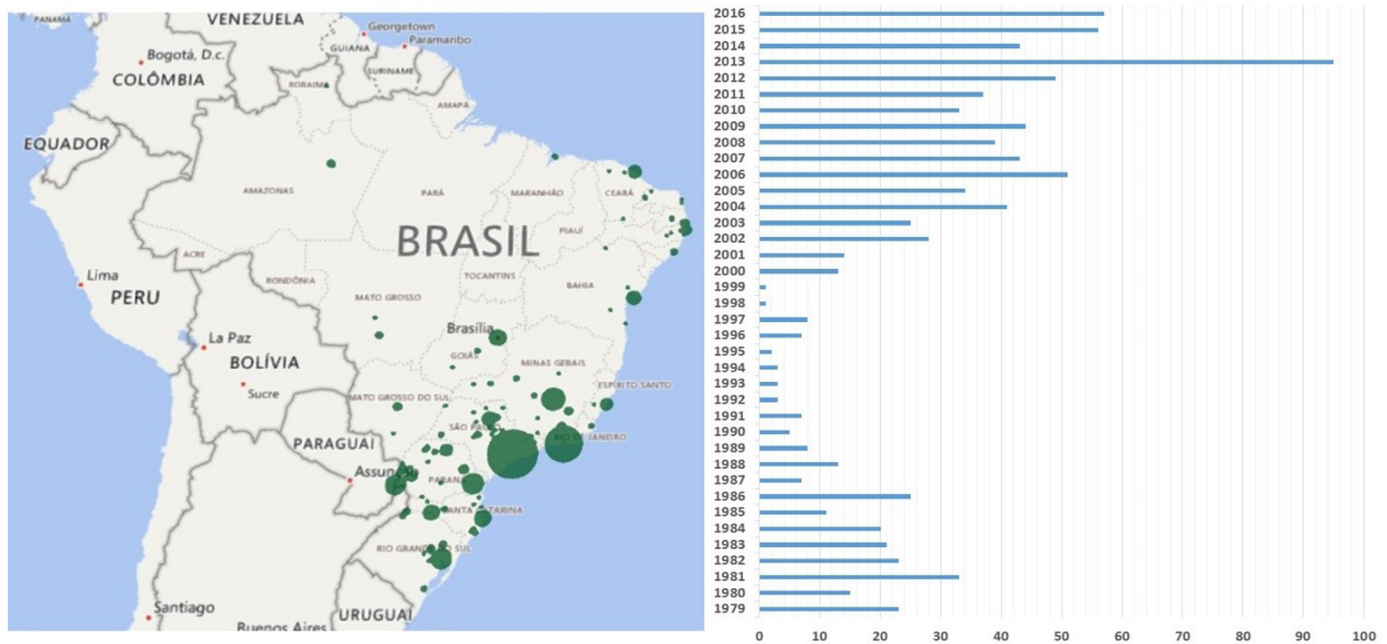 PANAMÁ
VENEZUELA
Georgetown
Paramaribo
GUIANA
Bogotá, D.c.
SURINAME
COLÔMBIA
RORAIMA
AMAPÁ
EQUADOR
AMAZONAS
PARÁ
MARANHÃO
CEARÁ
BRASIL
PIAUÍ
ACRE
Lima
RONDÔNIA
TOCANTINS
BAHIA
PERU
MATO GROSSO
Brasília
La Paz
GOIÁS
BOLÍVIA
MINAS GERAIS
Sucre
ESPÍRITO SANTO
MATO GROSSO DO SUL
SÃO PAULO
RIO DE JANEIRO
PARAGUAI
Assunção
PARANÁ
SANTA CATARINA
RIO GRANDE DO SUL
Santiago
URUGUAI
Buenos Aires
2016
2015
2014
2013
2012
2011
2010
2009
2008
2007
2006
2005
2004
2003
2002
2001
2000
1999
1998
1997
1996
1995
1994
1993
1992
1991
1990
1989
1988
1987
1986
1985
1984
1983
1982
1981
1980
1979
0 10 20 30 40 50 60 70 80 90 100